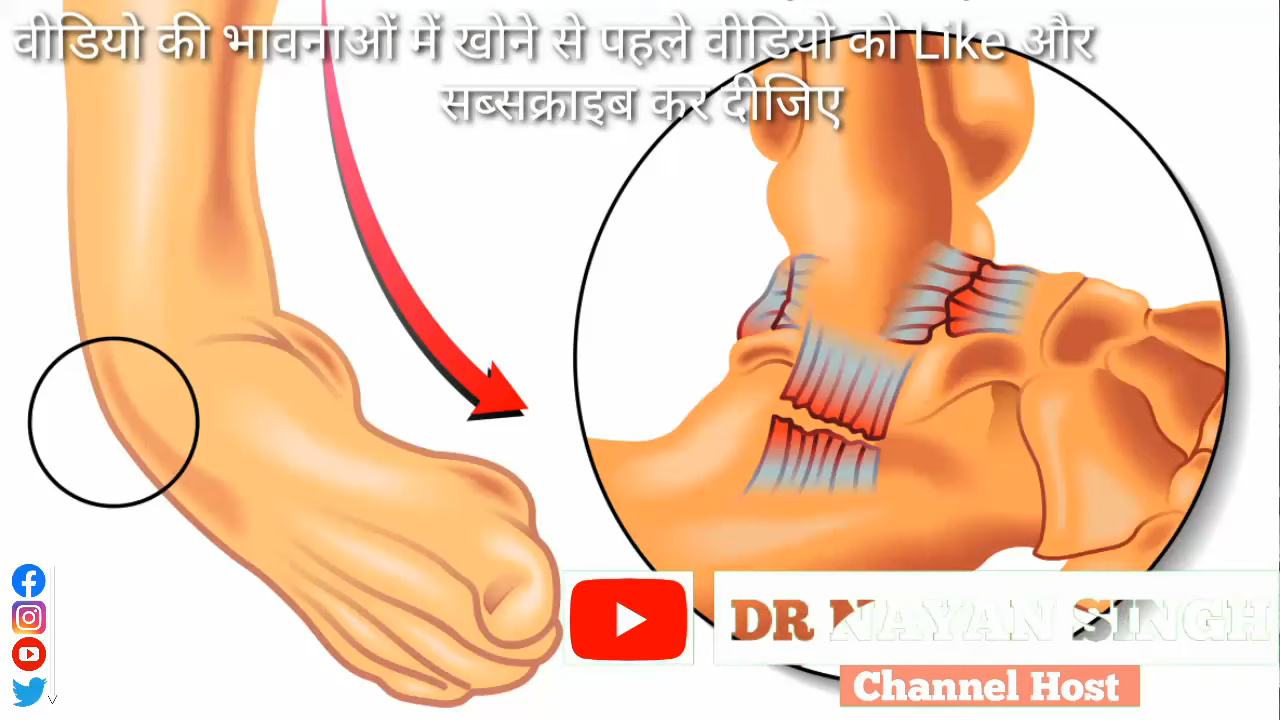 वीडियो की भावनाओं में खोने से पहले वीडियो को Like और
सब्सक्राइब कर दीजिए
DR NAYAN SINGH
Channel Host